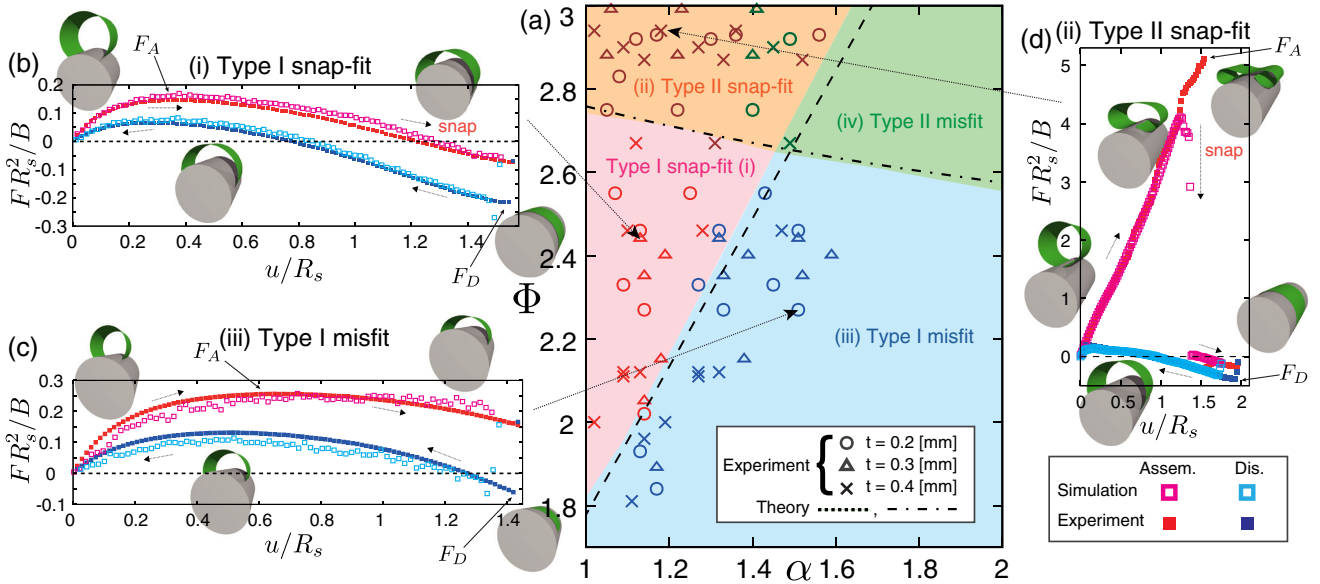 (b)
(i) Type I snap-fit
F_A
0.2
0.1
0
-0.1
-0.2
-0.3
FR_s^2/B
snap
0 0.2 0.4 0.6 0.8 1 1.2 1.4
u/R_s
F_D
(c)
(iii) Type I misfit
F_A
0.3
0.2
0.1
0
-0.1
FR_s^2/B
0 0.2 0.4 0.6 0.8 1 1.2 1.4
u/R_s
F_D
(a)
3
2.8
2.6
2.4
2.2
2
1.8
Φ
(ii) Type II snap-fit
(iv) Type II misfit
Type I snap-fit (i)
(iii) Type I misfit
Experiment { t = 0.2 [mm]
t = 0.3 [mm]
t = 0.4 [mm]
Theory ,
1 1.2 1.4 1.6 1.8 2
α
(d)
(ii) Type II snap-fit
F_A
5
4
3
2
1
0
FR_s^2/B
snap
F_D
0 0.5 1 1.5 2
u/R_s
Assem. Dis.
Simulation
Experiment